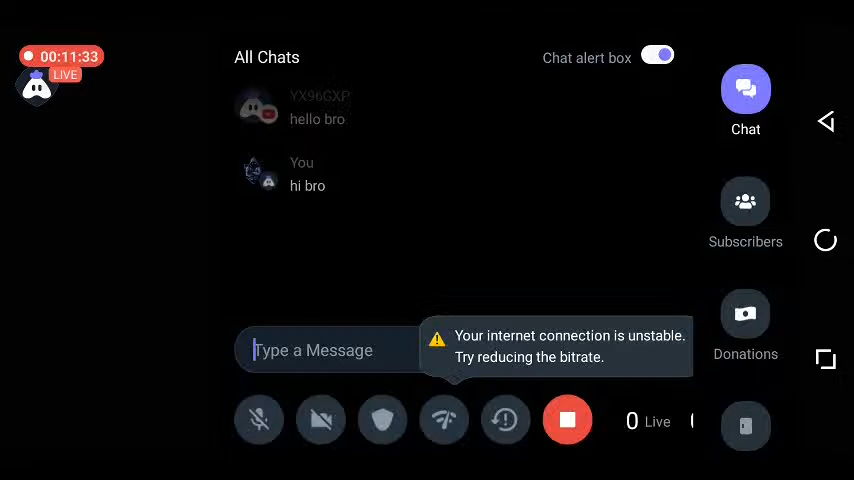 00:11:33
LIVE
All Chats
Chat alert box
YX96GXP
hello bro
You
hi bro
Chat
Subscribers
Donations
Type a Message
Your internet connection is unstable.
Try reducing the bitrate.
0 Live